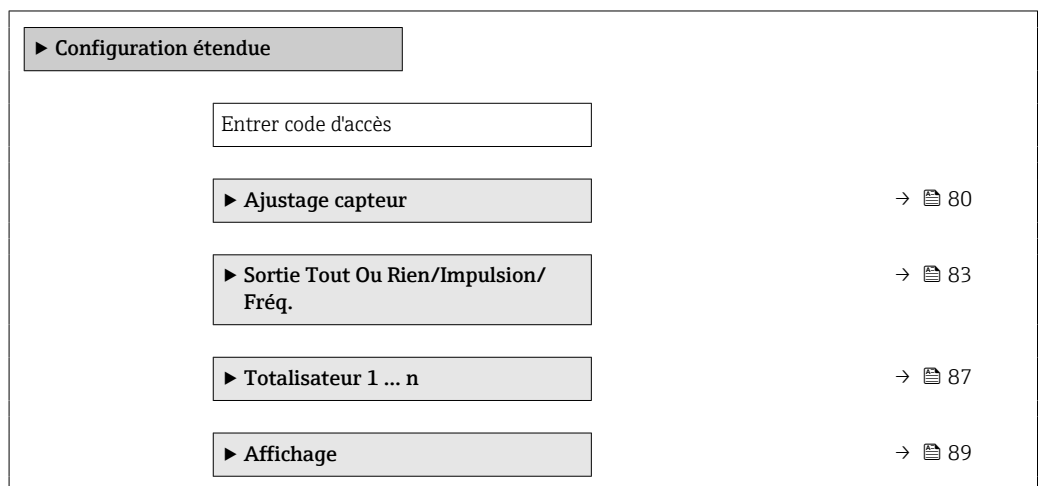 ▶ Configuration étendue
Entrer code d'accès
▶ Ajustage capteur → 80
▶ Sortie Tout Ou Rien/Impulsion/ → 83
Fréq.
▶ Totalisateur 1 ... n → 87
▶ Affichage → 89